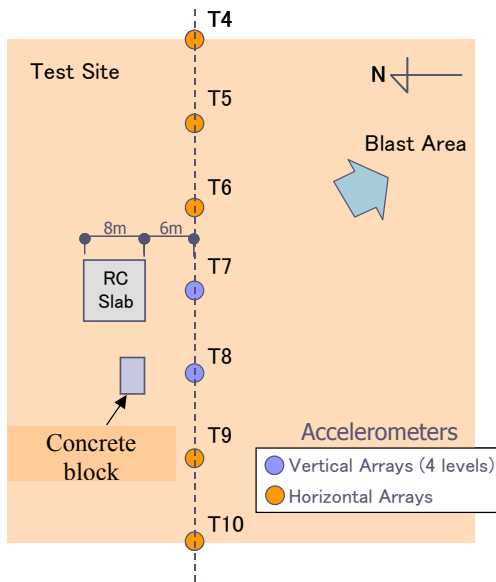 T4
Test Site
N
T5
Blast Area
T6
8m
6m
T7
RC
Slab
T8
Concrete
block
T9
Accelerometers
Vertical Arrays (4 levels)
Horizontal Arrays
T10